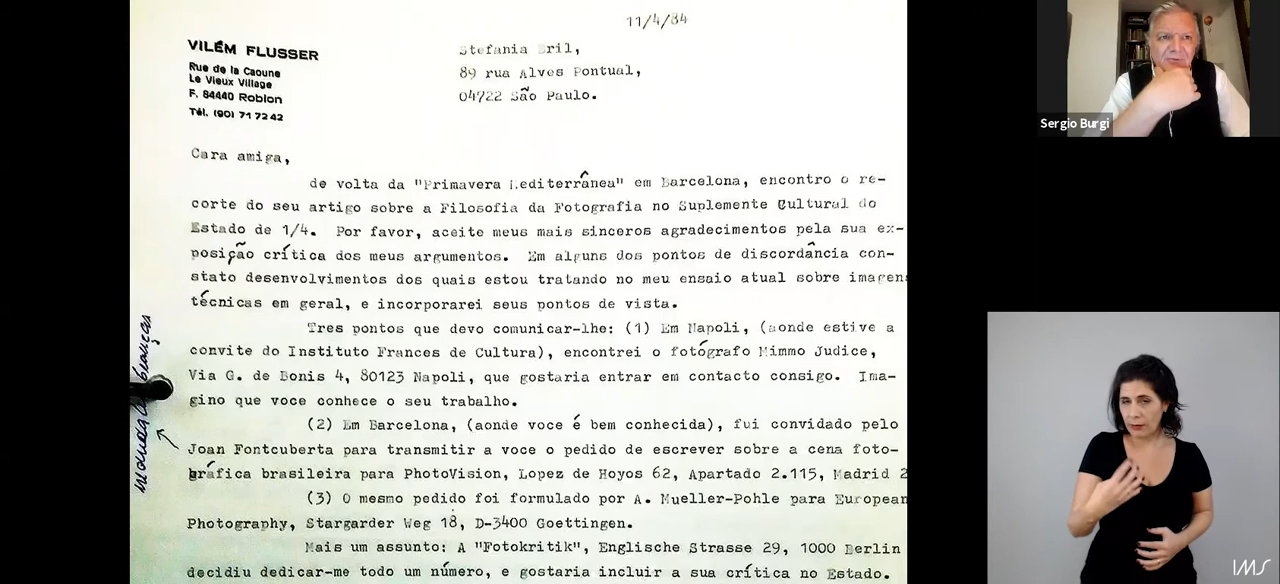 11/4/84
VILÉM FLUSSER
Rue de la Caoune
Le Vieux Village
F. 84440 Robion
Tél. (90) 71 72 42
Stefania Bril,
89 rua Alves Pontual,
04722 São Paulo.
Cara amiga,
de volta da "Primavera Mediterrânea" em Barcelona, encontro o re-
corte do seu artigo sobre a Filosofia da Fotografia no Suplemente Cultural do
Estado de 1/4. Por favor, aceite meus mais sinceros agradecimentos pela sua ex-
posição crítica dos meus argumentos. Em alguns dos pontos de discordância con-
stato desenvolvimentos dos quais estou tratando no meu ensaio atual sobre imagens
técnicas em geral, e incorporarei seus pontos de vista.
Tres pontos que devo comunicar-lhe: (1) Em Napoli, (aonde estive a
convite do Instituto Frances de Cultura), encontrei o fotógrafo Mimmo Judice,
Via G. de Bonis 4, 80123 Napoli, que gostaria entrar em contacto consigo. Ima-
gino que voce conhece o seu trabalho.
(2) Em Barcelona, (aonde voce é bem conhecida), fui convidado pelo
Joan Fontcuberta para transmitir a voce o pedido de escrever sobre a cena foto-
gráfica brasileira para PhotoVision, Lopez de Hoyos 62, Apartado 2.115, Madrid 2
(3) O mesmo pedido foi formulado por A. Mueller-Pohle para European
Photography, Stargarder Weg 18, D-3400 Goettingen.
Mais um assunto: A "Fotokritik", Englische Strasse 29, 1000 Berlin
decidiu dedicar-me todo um número, e gostaria incluir a sua crítica no Estado.
Sergio Burgi
IMS